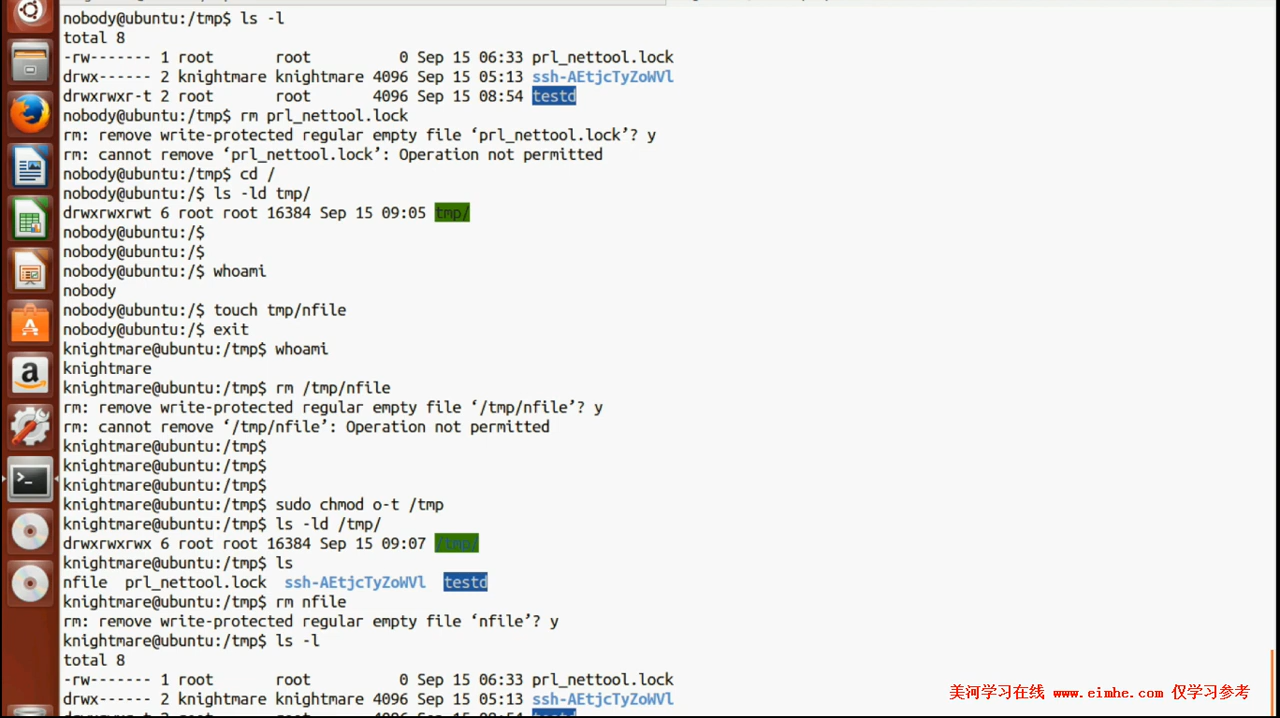 nobody@ubuntu:/tmp$ ls -l
total 8
-rw------- 1 root       root          0 Sep 15 06:33 prl_nettool.lock
drwx------ 2 knightmare knightmare 4096 Sep 15 05:13 ssh-AEtjcTyZoWVl
drwxrwxr-t 2 root       root       4096 Sep 15 08:54 testd
nobody@ubuntu:/tmp$ rm prl_nettool.lock
rm: remove write-protected regular empty file ‘prl_nettool.lock’? y
rm: cannot remove ‘prl_nettool.lock’: Operation not permitted
nobody@ubuntu:/tmp$ cd /
nobody@ubuntu:/$ ls -ld tmp/
drwxrwxrwt 6 root root 16384 Sep 15 09:05 tmp/
nobody@ubuntu:/$
nobody@ubuntu:/$
nobody@ubuntu:/$ whoami
nobody
nobody@ubuntu:/$ touch tmp/nfile
nobody@ubuntu:/$ exit
knightmare@ubuntu:/tmp$ whoami
knightmare
knightmare@ubuntu:/tmp$ rm /tmp/nfile
rm: remove write-protected regular empty file ‘/tmp/nfile’? y
rm: cannot remove ‘/tmp/nfile’: Operation not permitted
knightmare@ubuntu:/tmp$
knightmare@ubuntu:/tmp$
knightmare@ubuntu:/tmp$
knightmare@ubuntu:/tmp$ sudo chmod o-t /tmp
knightmare@ubuntu:/tmp$ ls -ld /tmp/
drwxrwxrwx 6 root root 16384 Sep 15 09:07 /tmp/
knightmare@ubuntu:/tmp$ ls
nfile  prl_nettool.lock  ssh-AEtjcTyZoWVl  testd
knightmare@ubuntu:/tmp$ rm nfile
rm: remove write-protected regular empty file ‘nfile’? y
knightmare@ubuntu:/tmp$ ls -l
total 8
-rw------- 1 root       root          0 Sep 15 06:33 prl_nettool.lock
drwx------ 2 knightmare knightmare 4096 Sep 15 05:13 ssh-AEtjcTyZoWVl
美河学习在线 www.eimhe.com 仅学习参考